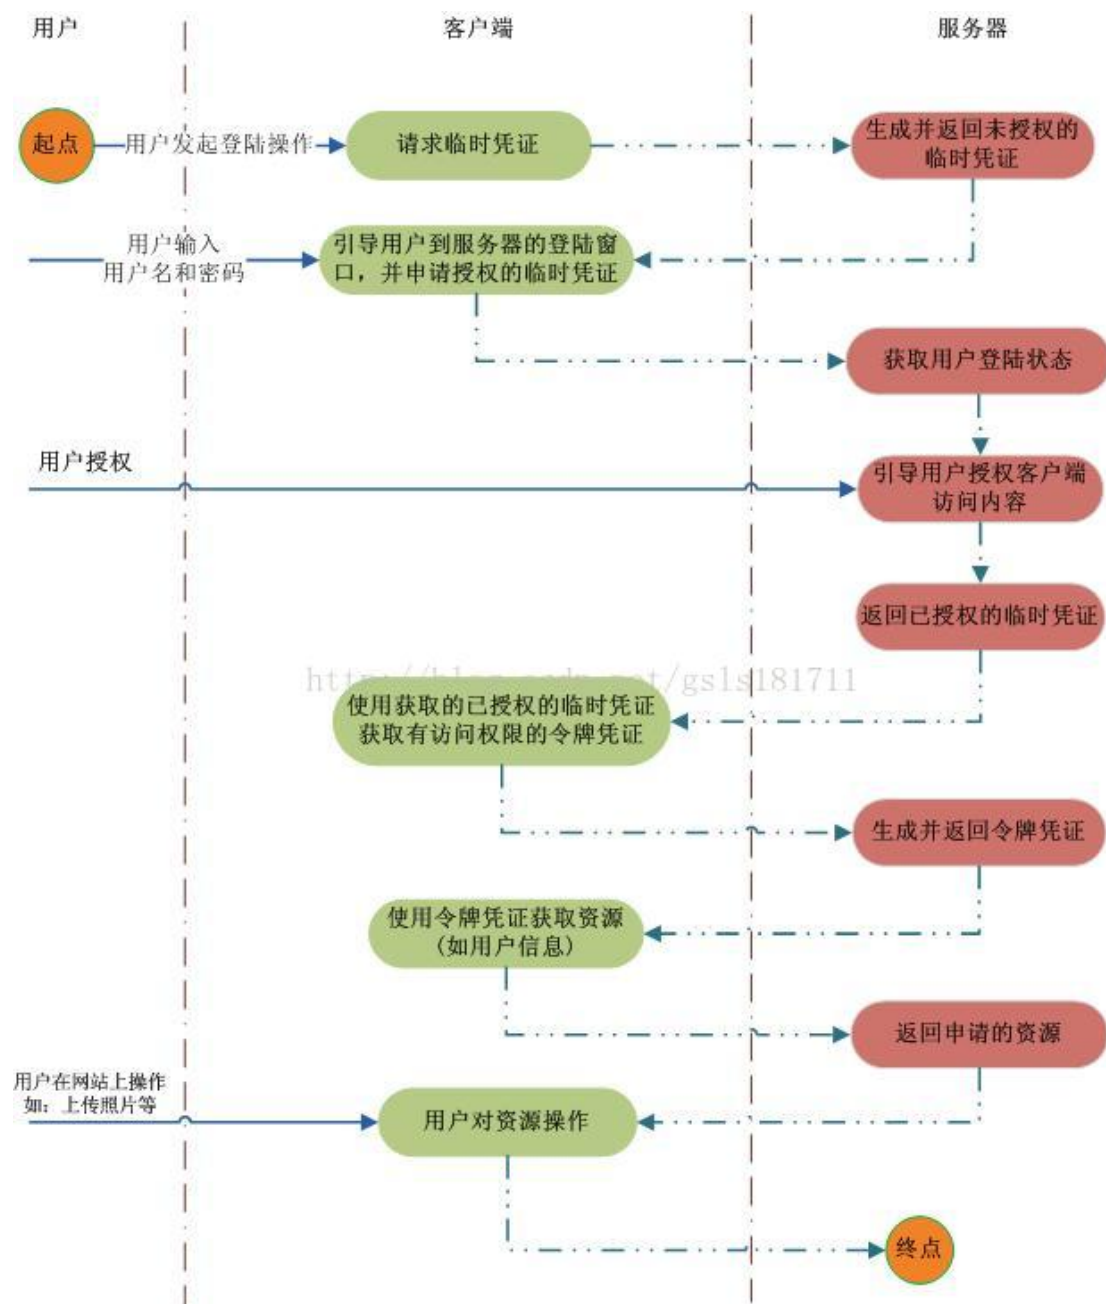 用户
客户端
服务器
起点
用户发起登陆操作
请求临时凭证
生成并返回未授权的
临时凭证
用户输入
用户名和密码
引导用户到服务器的登陆窗
口，并申请授权的临时凭证
获取用户登陆状态
用户授权
引导用户授权客户端
访问内容
返回已授权的临时凭证
/gsls181711
使用获取的已授权的临时凭证
获取有访问权限的令牌凭证
生成并返回令牌凭证
使用令牌凭证获取资源
(如用户信息)
返回申请的资源
用户在网站上操作
如：上传照片等
用户对资源操作
终点